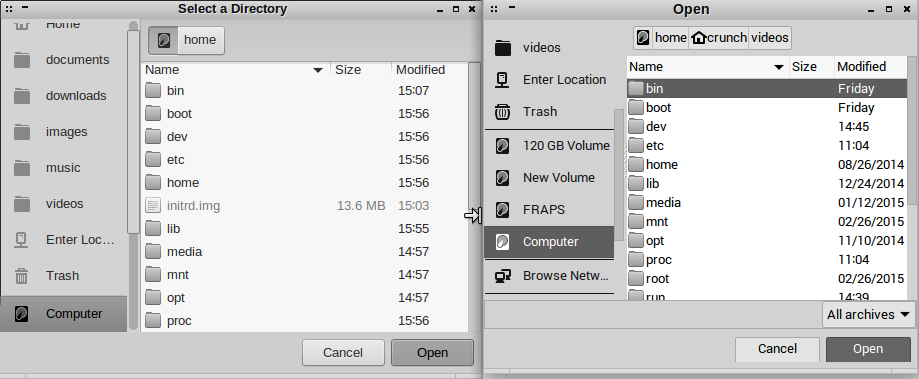 Select a Directory
Home
documents
downloads
images
music
videos
Enter Loc...
Trash
Computer
home
Name Size Modified
bin 15:07
boot 15:56
dev 15:56
etc 15:56
home 15:56
initrd.img 13.6 MB 15:03
lib 15:55
media 14:57
mnt 14:57
opt 14:57
proc 15:56
Cancel Open
Open
videos
Enter Location
Trash
120 GB Volume
New Volume
FRAPS
Computer
Browse Netw...
home crunch videos
Name Size Modified
bin Friday
boot Friday
dev 14:45
etc 11:04
home 08/26/2014
lib 12/24/2014
media 01/12/2015
mnt 02/26/2015
opt 11/10/2014
proc 11:04
root 02/26/2015
run 14:39
All archives
Cancel Open